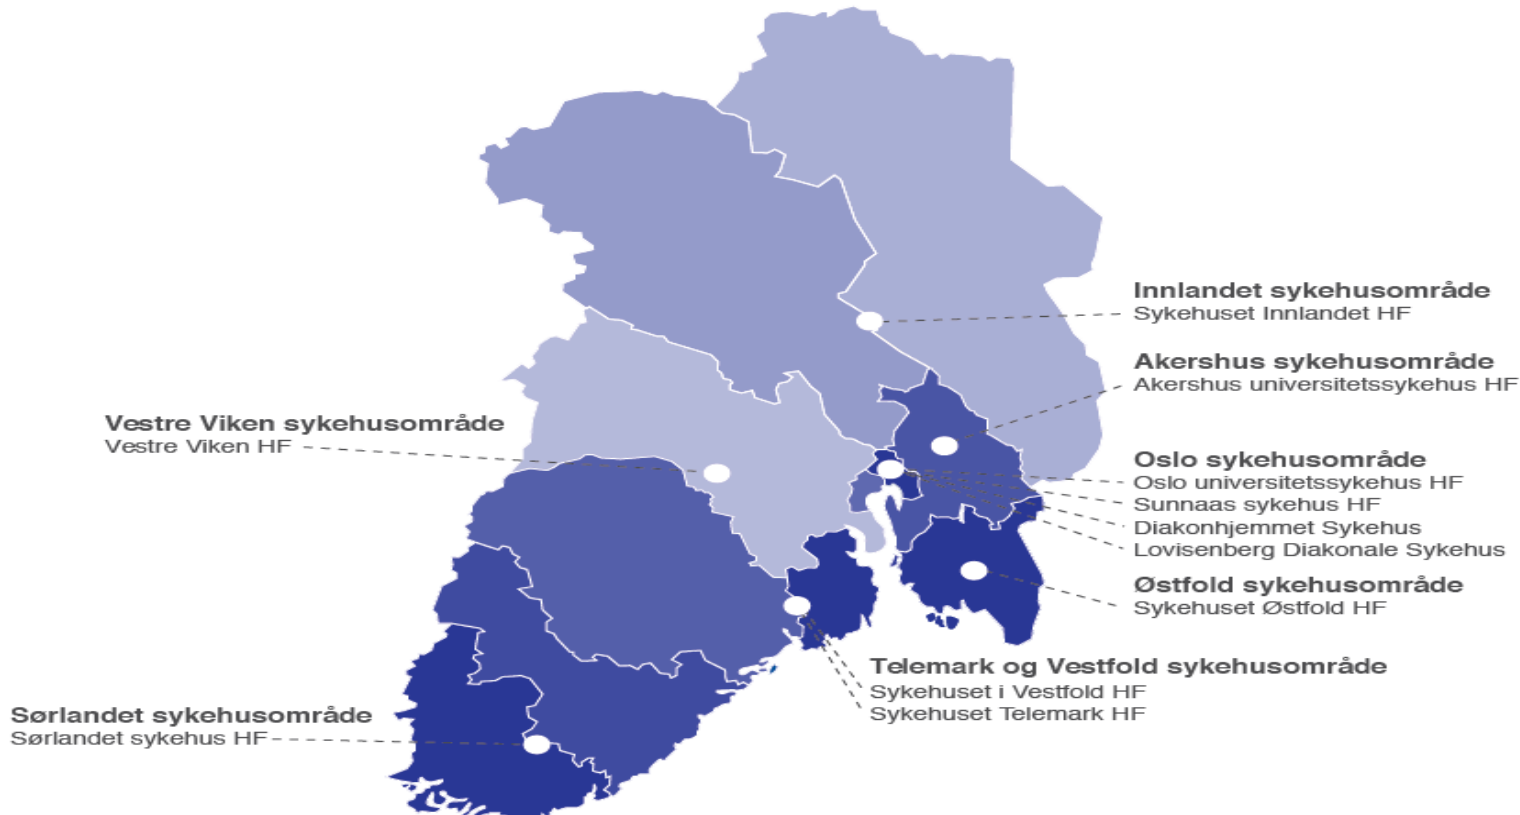 Innlandet sykehusområde
Sykehuset Innlandet HF
Akershus sykehusområde
Akershus universitetssykehus HF
Vestre Viken sykehusområde
Vestre Viken HF
Oslo sykehusområde
Oslo universitetssykehus HF
Sunnaas sykehus HF
Diakonhjemmet Sykehus
Lovisenberg Diakonale Sykehus
Østfold sykehusområde
Sykehuset Østfold HF
Telemark og Vestfold sykehusområde
Sykehuset i Vestfold HF
Sykehuset Telemark HF
Sørlandet sykehusområde
Sørlandet sykehus HF